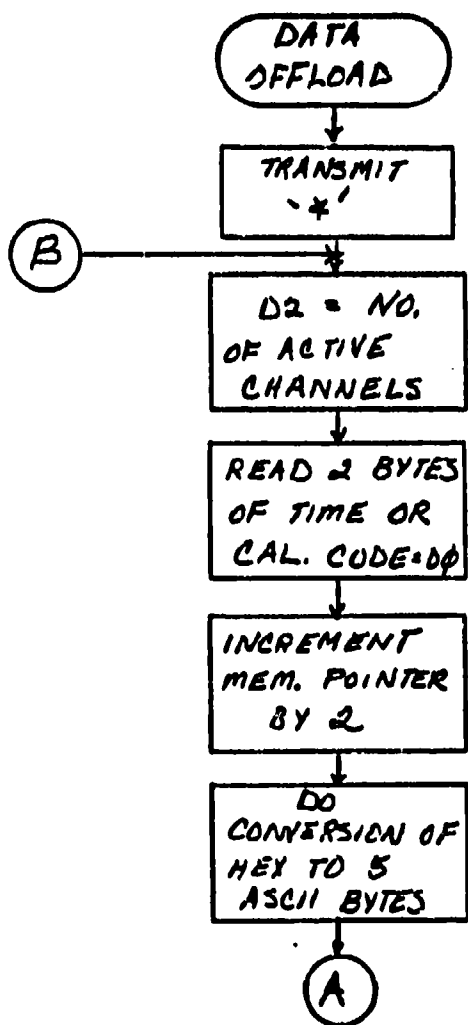 DATA
OFFLOAD
TRANSMIT
'*'
B
D2 = NO.
OF ACTIVE
CHANNELS
READ 2 BYTES
OF TIME OR
CAL. CODE=DØ
INCREMENT
MEM. POINTER
BY 2
DO
CONVERSION OF
HEX TO 5
ASCII BYTES
A